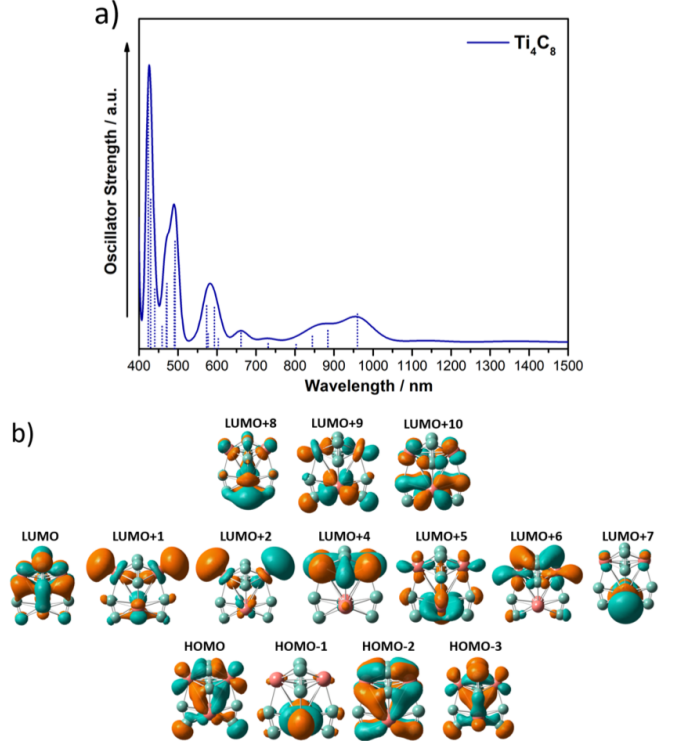 a)
Ti₄C₈
Oscillator Strength / a.u.
400 500 600 700 800 900 1000 1100 1200 1300 1400 1500
Wavelength / nm
b)
LUMO+8 LUMO+9 LUMO+10
LUMO LUMO+1 LUMO+2 LUMO+4 LUMO+5 LUMO+6 LUMO+7
HOMO HOMO-1 HOMO-2 HOMO-3